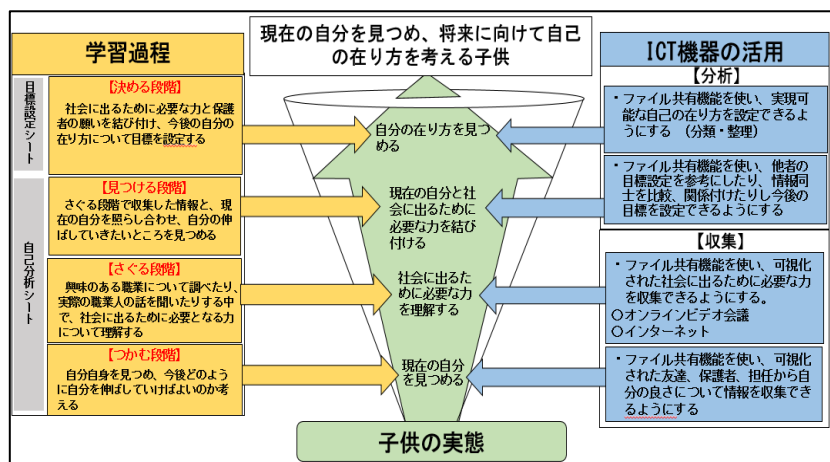 学習過程
目標設定シート
【決める段階】
社会に出るために必要な力と保護
者の願いを結び付け、今後の自分の
在り方について目標を設定する
【見つける段階】
さぐる段階で収集した情報と、現
在の自分を照らし合わせ、自分の伸
ばしていきたいところを見つめる
自己分析シート
【さぐる段階】
興味のある職業について調べたり、
実際の職業人の話を聞いたりする中
で、社会に出るために必要となる力
について理解する
【つかむ段階】
自分自身を見つめ、今後どのよう
に自分を伸ばしていけばよいのか考
える
現在の自分を見つめ、将来に向けて自己
の在り方を考える子供
自分の在り方を見つ
める
現在の自分と社
会に出るために
必要な力を結び
付ける
社会に出るた
めに必要な力
を理解する
現在の自分
を見つめる
子供の実態
ICT機器の活用
【分析】
・ファイル共有機能を使い、実現可
能な自己の在り方を設定できるよ
うにする （分類・整理）
・ファイル共有機能を使い、他者の
目標設定を参考にしたり、情報同
士を比較、関係付けたりし今後の
目標を設定できるようにする
【収集】
・ファイル共有機能を使い、可視化
された社会に出るために必要な力
を収集できるようにする。
〇オンラインビデオ会議
〇インターネット
・ファイル共有機能を使い、可視化
された友達、保護者、担任から自
分の良さについて情報を収集でき
るようにする